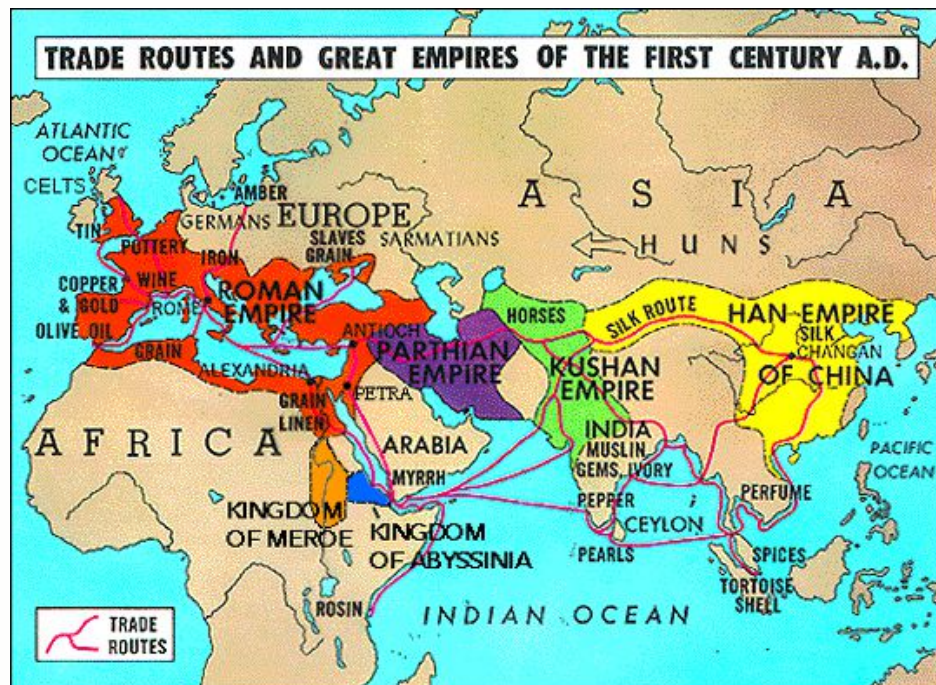 TRADE ROUTES AND GREAT EMPIRES OF THE FIRST CENTURY A.D.
ATLANTIC
OCEAN
CELTS
TIN
POTTERY
GERMANS
AMBER
EUROPE
IRON
SLAVES
GRAIN
SARMATIANS
A S I A
HUNS
COPPER
& GOLD
WINE
OLIVE OIL
ROME
ROMAN
EMPIRE
GRAIN
ANTIOCH
ALEXANDRIA
PETRA
GRAIN
LINEN
PARTHIAN
EMPIRE
HORSES
KUSHAN
EMPIRE
SILK ROUTE
HAN EMPIRE
SILK
CHANGAN
OF CHINA
AFRICA
ARABIA
MYRRH
INDIA
MUSLIN
GEMS, IVORY
PEPPER
CEYLON
PEARLS
PERFUME
PACIFIC
OCEAN
KINGDOM
OF MEROE
KINGDOM
OF ABYSSINIA
ROSIN
INDIAN OCEAN
SPICES
TORTOISE
SHELL
TRADE
ROUTES